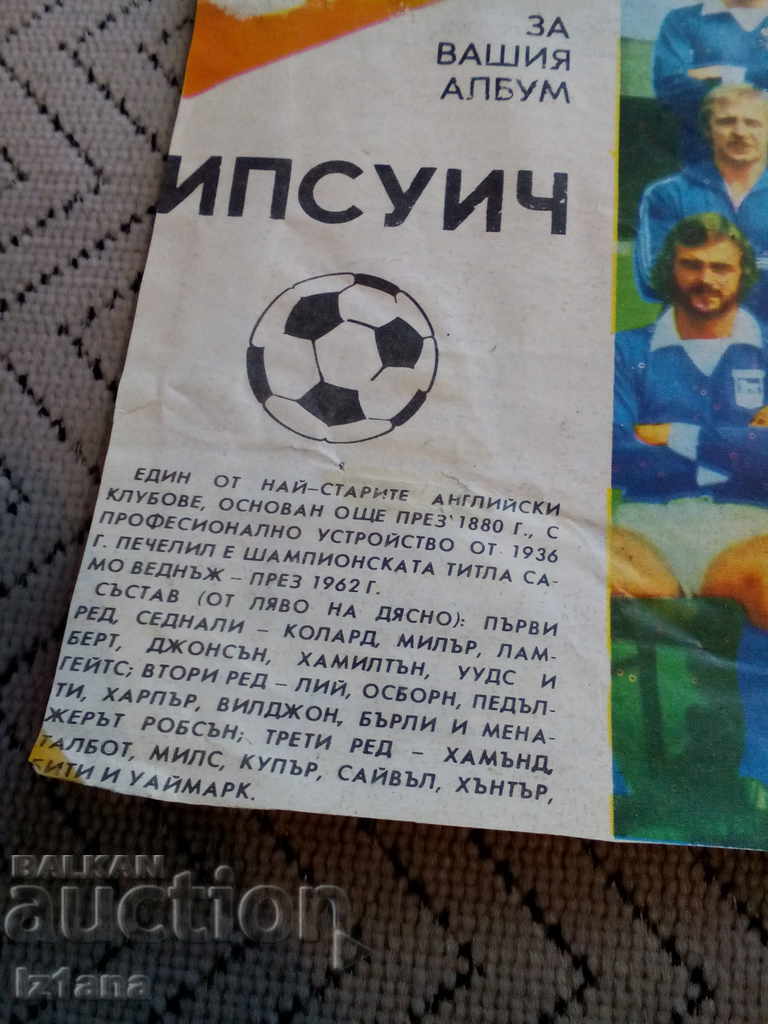 ЗА
ВАШИЯ
АЛБУМ
ИПСУИЧ
ЕДИН ОТ НАЙ-СТАРИТЕ АНГЛИЙСКИ
КЛУБОВЕ, ОСНОВАН ОЩЕ ПРЕЗ 1880 Г., С
ПРОФЕСИОНАЛНО УСТРОЙСТВО ОТ 1936
Г. ПЕЧЕЛИЛ Е ШАМПИОНСКАТА ТИТЛА СА-
МО ВЕДНЪЖ – ПРЕЗ 1962 Г.
СЪСТАВ (ОТ ЛЯВО НА ДЯСНО): ПЪРВИ
РЕД, СЕДНАЛИ – КОЛАРД, МИЛЪР, ЛАМ-
БЕРТ, ДЖОНСЪН, ХАМИЛТЪН, УУДС И
ГЕЙТС; ВТОРИ РЕД – ЛИЙ, ОСБОРН, ПЕДЪЛ-
ТИ, ХАРПЪР, ВИЛДЖОН, БЪРЛИ И МЕНА-
ЖЕРЪТ РОБСЪН; ТРЕТИ РЕД – ХАМЪНД,
ТАЛБОТ, МИЛС, КУПЪР, САЙВЪЛ, ХЪНТЪР,
БИТИ И УАЙМАРК.
BALKAN
auction
Iz1ana